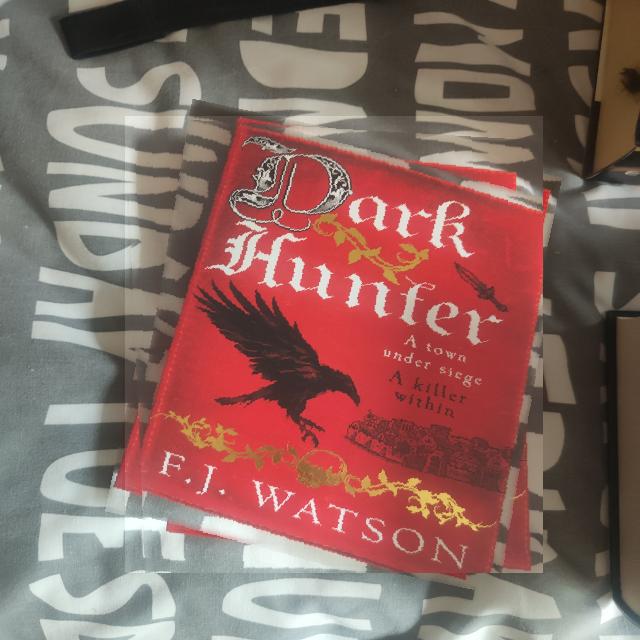 Dark
Hunter
A town
under siege
A killer
within
F.J. WATSON